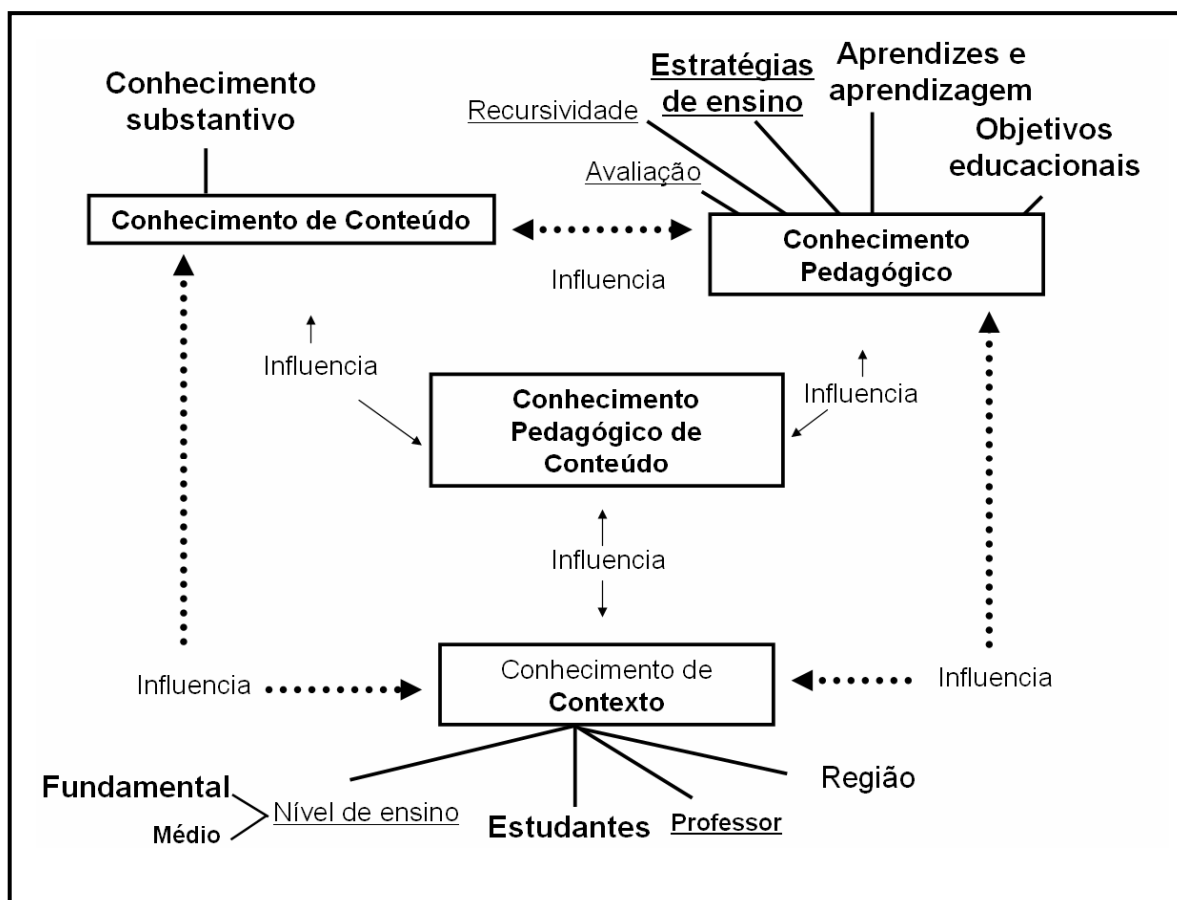 Conhecimento
substantivo
Recursividade
Estratégias
de ensino
Aprendizes e
aprendizagem
Objetivos
educacionais
Avaliação
Conhecimento de Conteúdo
Influencia
Conhecimento
Pedagógico
Influencia
Conhecimento
Pedagógico de
Conteúdo
Influencia
Influencia
Influencia
Conhecimento de
Contexto
Influencia
Fundamental
Médio
Nível de ensino
Estudantes
Professor
Região